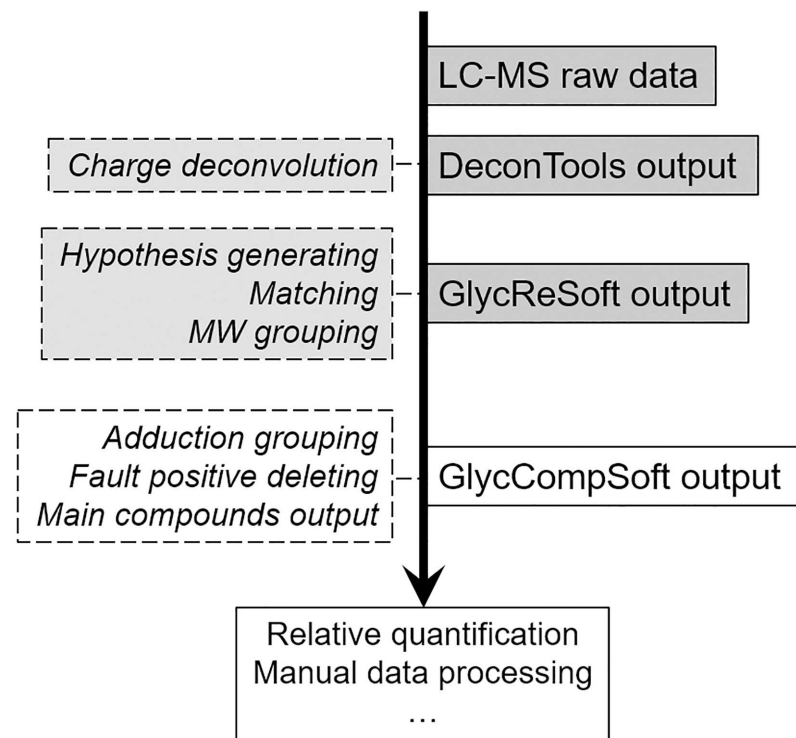 LC-MS raw data
Charge deconvolution
DeconTools output
Hypothesis generating
Matching
MW grouping
GlycReSoft output
Adduction grouping
Fault positive deleting
Main compounds output
GlycCompSoft output
Relative quantification
Manual data processing
...